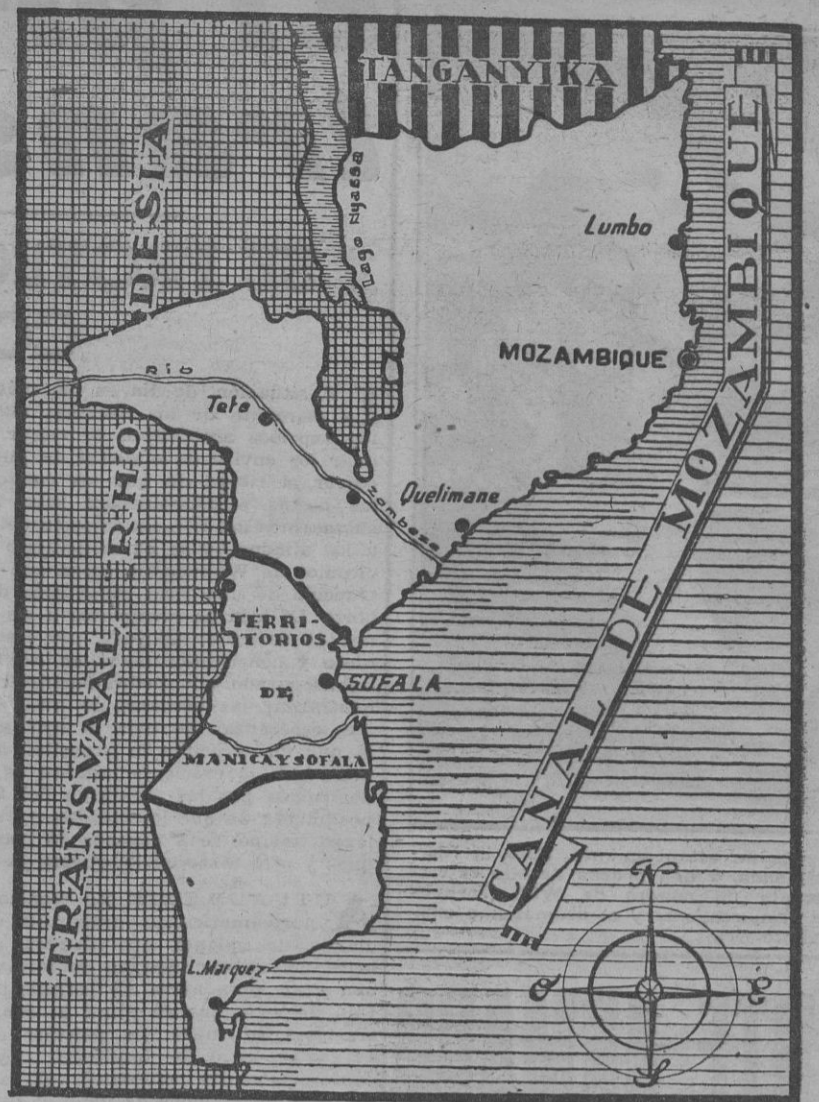 TANGANYIKA
RHODESIA
Lago Nyassa
Lumbo
MOZAMBIQUE
CANAL DE MOZAMBIQUE
RÍO
Tete
Zambeze
Quelimane
TERRI-
TORIOS
DE
SOFALA
MANICA Y SOFALA
TRANSVAAL
L. Marquez
N
O
E
S